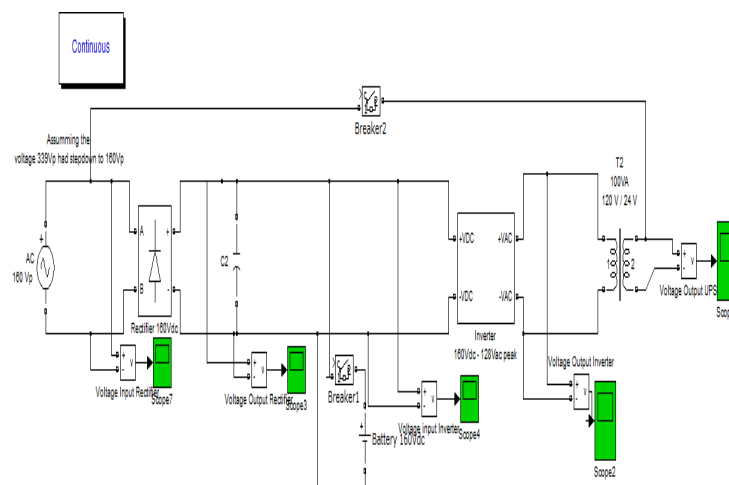 Continuous
Breaker2
Assumming the
voltage 339Vp had stepdown to 160Vp
T2
100VA
120 V / 24 V
A
+
+VDC
+VAC
+
AC
160 Vp
C2
1
2
+
-
v
Voltage Output UPS
Scop
B
-
-VDC
-VAC
Rectifier 160Vdc
Inverter
160Vdc - 128Vac peak
+
-
v
Voltage Input Rectifier
Scope7
+
-
v
Voltage Output Rectifier
Scope3
Breaker1
+
-
v
Voltage input Inverter
Scope4
Voltage Output Inverter
+
-
v
Scope2
+
Battery 160Vdc